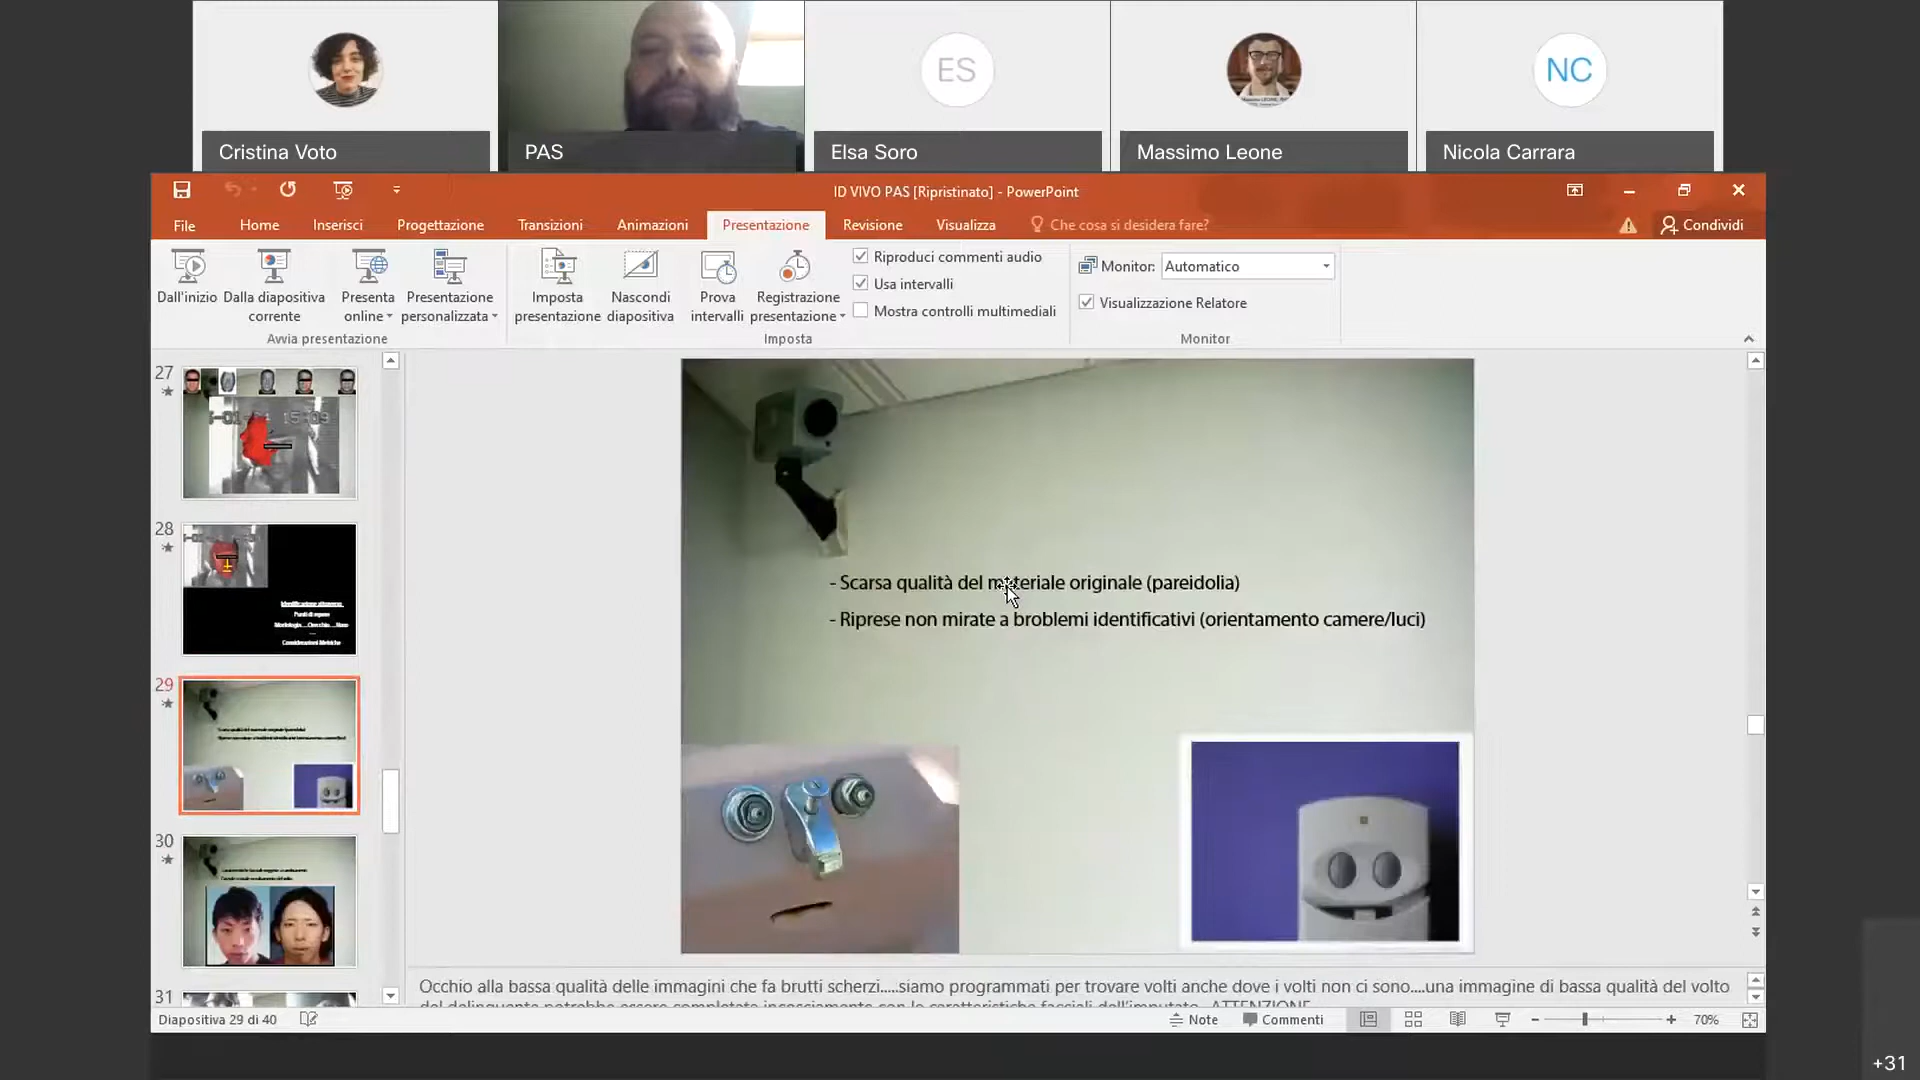 ES
NC
Cristina Voto
PAS
Elsa Soro
Massimo Leone
Nicola Carrara
ID VIVO PAS [Ripristinato] - PowerPoint
File
Home
Inserisci
Progettazione
Transizioni
Animazioni
Presentazione
Revisione
Visualizza
Che cosa si desidera fare?
Condividi
Dall'inizio
Dalla diapositiva corrente
Presenta online
Presentazione personalizzata
Imposta presentazione
Nascondi diapositiva
Prova intervalli
Registrazione presentazione
Riproduci commenti audio
Usa intervalli
Mostra controlli multimediali
Monitor:
Automatico
Visualizzazione Relatore
Avvia presentazione
Imposta
Monitor
27
28
29
30
31
- Scarsa qualità del materiale originale (pareidolia)
- Riprese non mirate a broblemi identificativi (orientamento camere/luci)
Occhio alla bassa qualità delle immagini che fa brutti scherzi.....siamo programmati per trovare volti anche dove i volti non ci sono....una immagine di bassa qualità del volto
Diapositiva 29 di 40
Note
Commenti
70%
+31